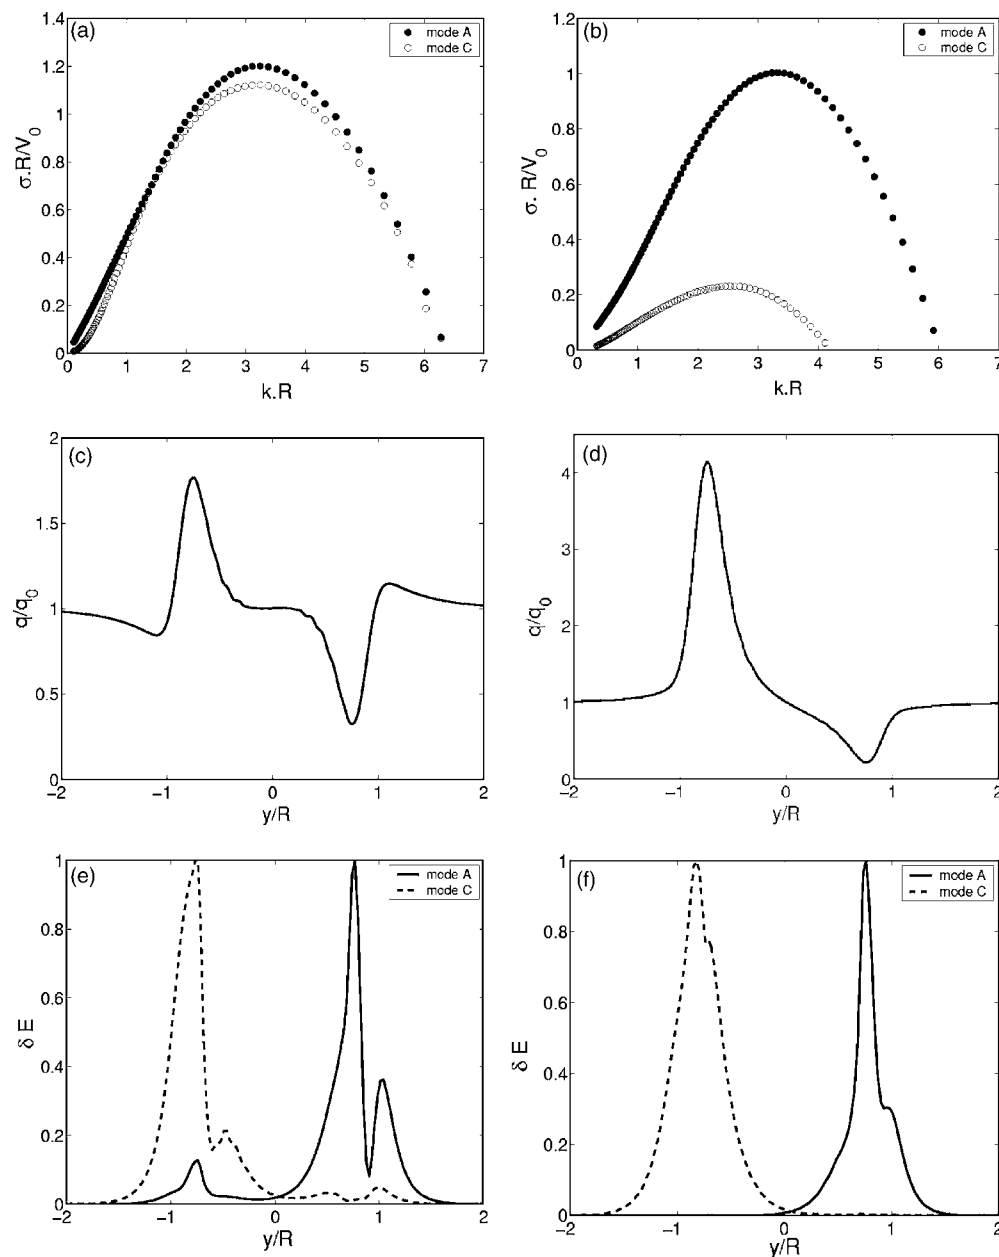 (a)
mode A
mode C
1.4
1.2
1
0.8
0.6
0.4
0.2
0
σ.R/V0
0 1 2 3 4 5 6 7
k.R
(b)
mode A
mode C
1.2
1
0.8
0.6
0.4
0.2
0
σ. R/V0
0 1 2 3 4 5 6 7
k.R
(c)
2
1.5
1
0.5
0
q/q0
−2 −1 0 1 2
y/R
(d)
4
3
2
1
0
q/q0
−2 −1 0 1 2
y/R
(e)
mode A
mode C
1
0.8
0.6
0.4
0.2
0
δ E
−2 −1 0 1 2
y/R
(f)
mode A
mode C
1
0.8
0.6
0.4
0.2
0
δ E
−2 −1 0 1 2
y/R